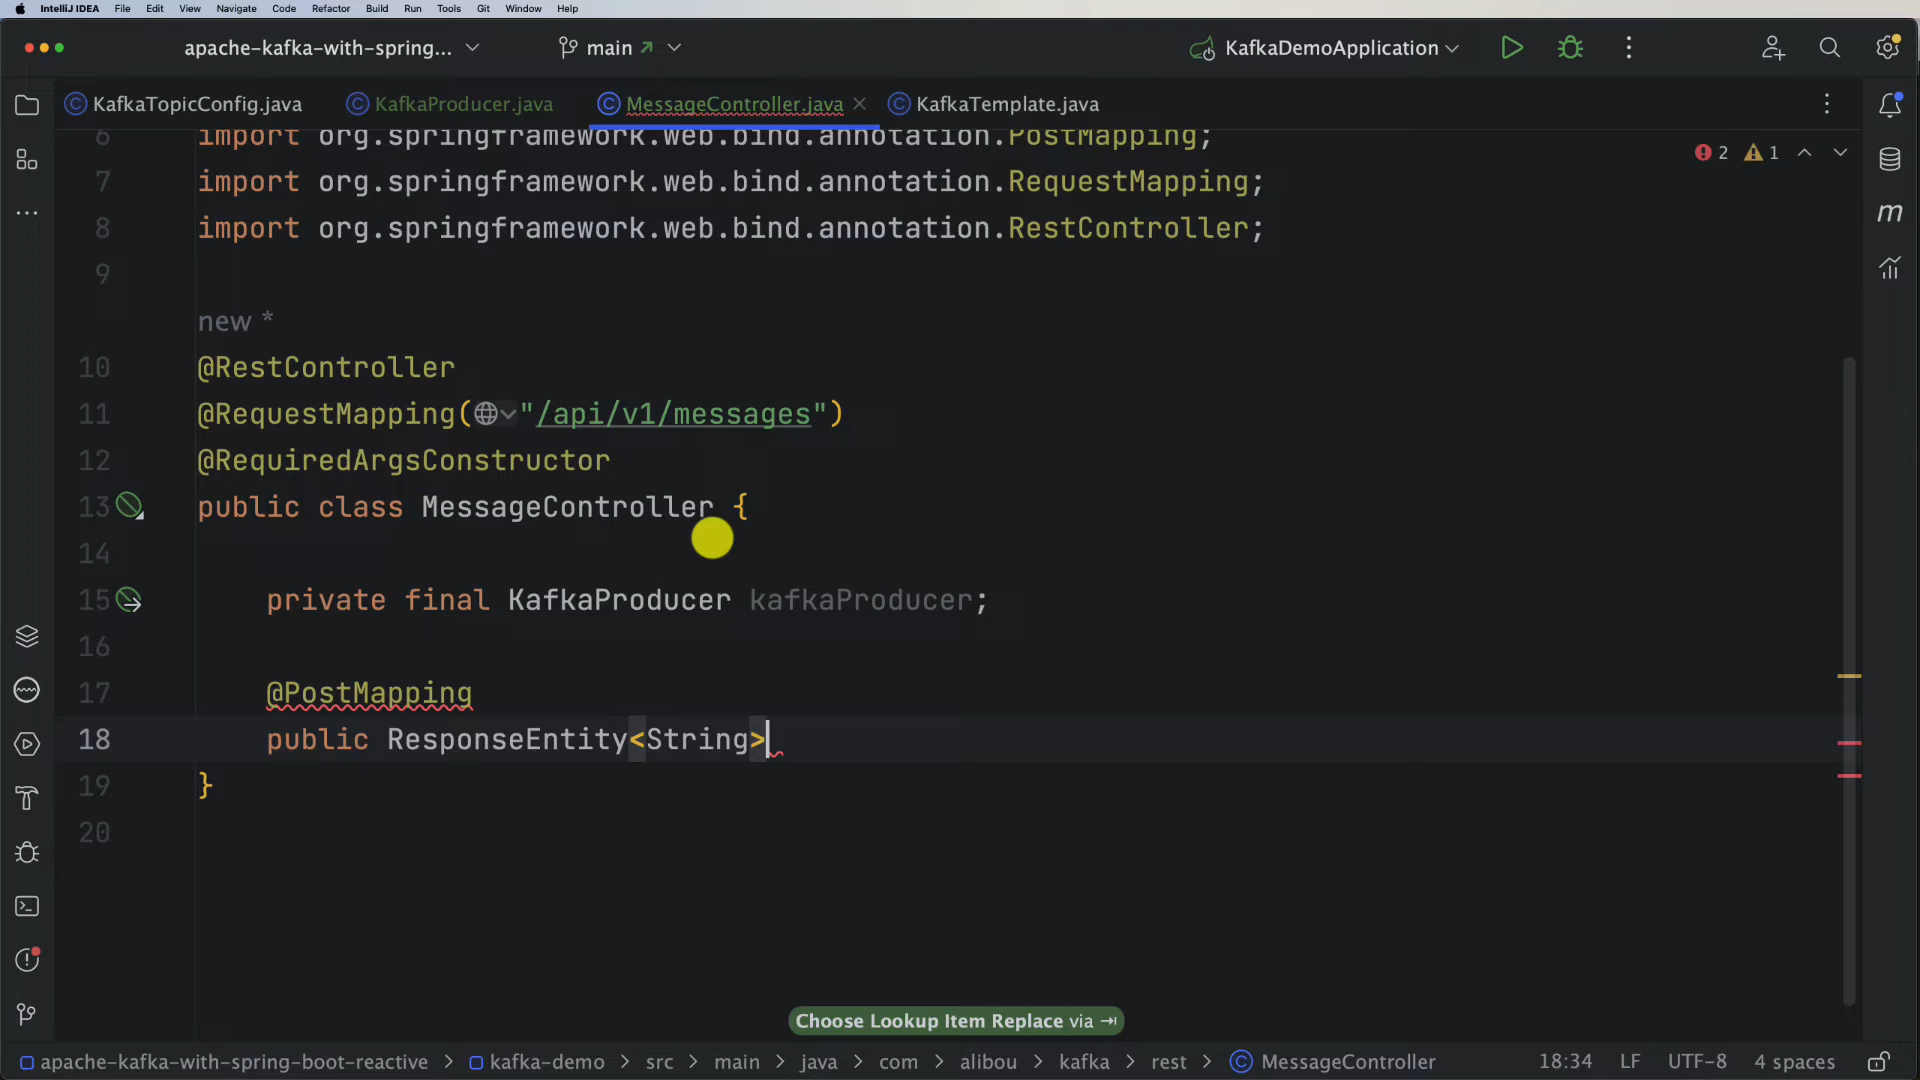 IntelliJ IDEA File Edit View Navigate Code Refactor Build Run Tools Git Window Help
apache-kafka-with-spring... main KafkaDemoApplication
KafkaTopicConfig.java KafkaProducer.java MessageController.java KafkaTemplate.java
6 import org.springframework.web.bind.annotation.PostMapping;
2 1
7 import org.springframework.web.bind.annotation.RequestMapping;
8 import org.springframework.web.bind.annotation.RestController;
9
new *
10 @RestController
11 @RequestMapping("/api/v1/messages")
12 @RequiredArgsConstructor
13 public class MessageController {
14
15 private final KafkaProducer kafkaProducer;
16
17 @PostMapping
18 public ResponseEntity<String>
19 }
20
Choose Lookup Item Replace via
apache-kafka-with-spring-boot-reactive kafka-demo src main java com alibou kafka rest MessageController 18:34 LF UTF-8 4 spaces